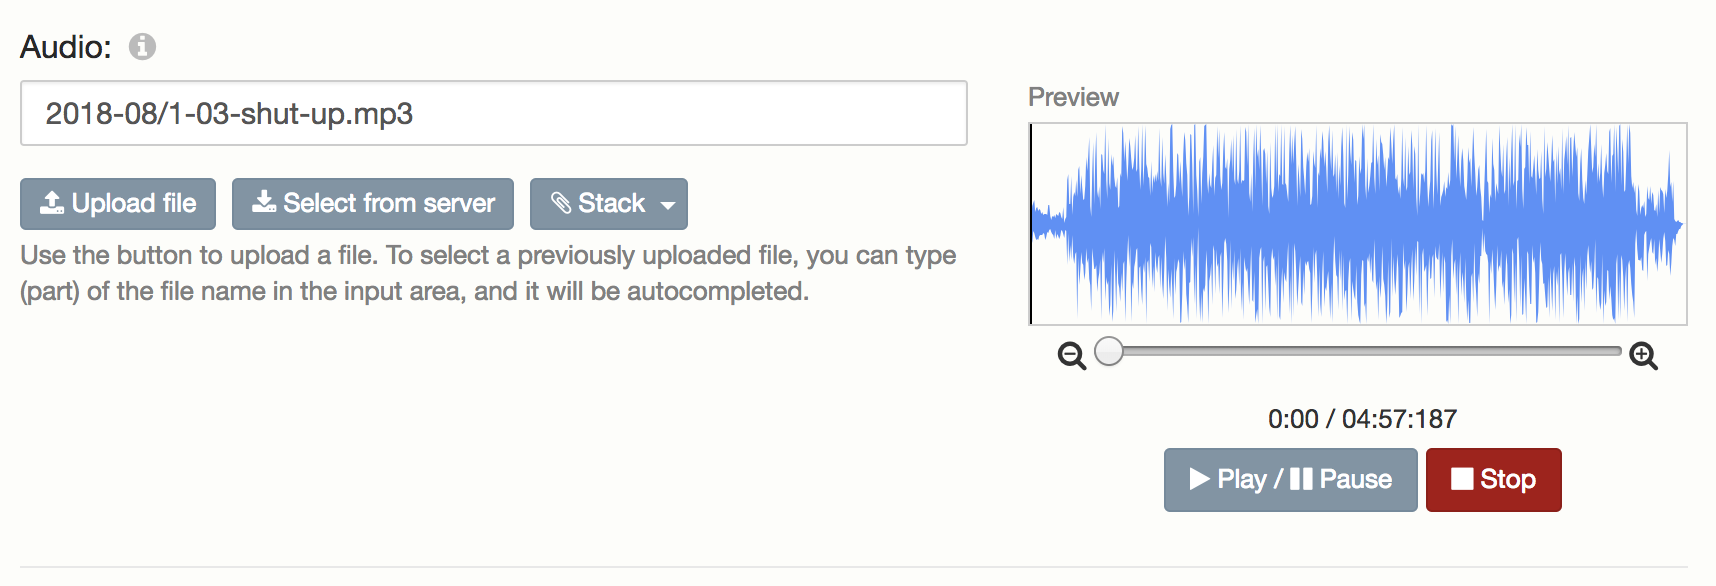 Audio:
2018-08/1-03-shut-up.mp3
Upload file
Select from server
Stack
Use the button to upload a file. To select a previously uploaded file, you can type
(part) of the file name in the input area, and it will be autocompleted.
Preview
0:00 / 04:57:187
Play / Pause
Stop